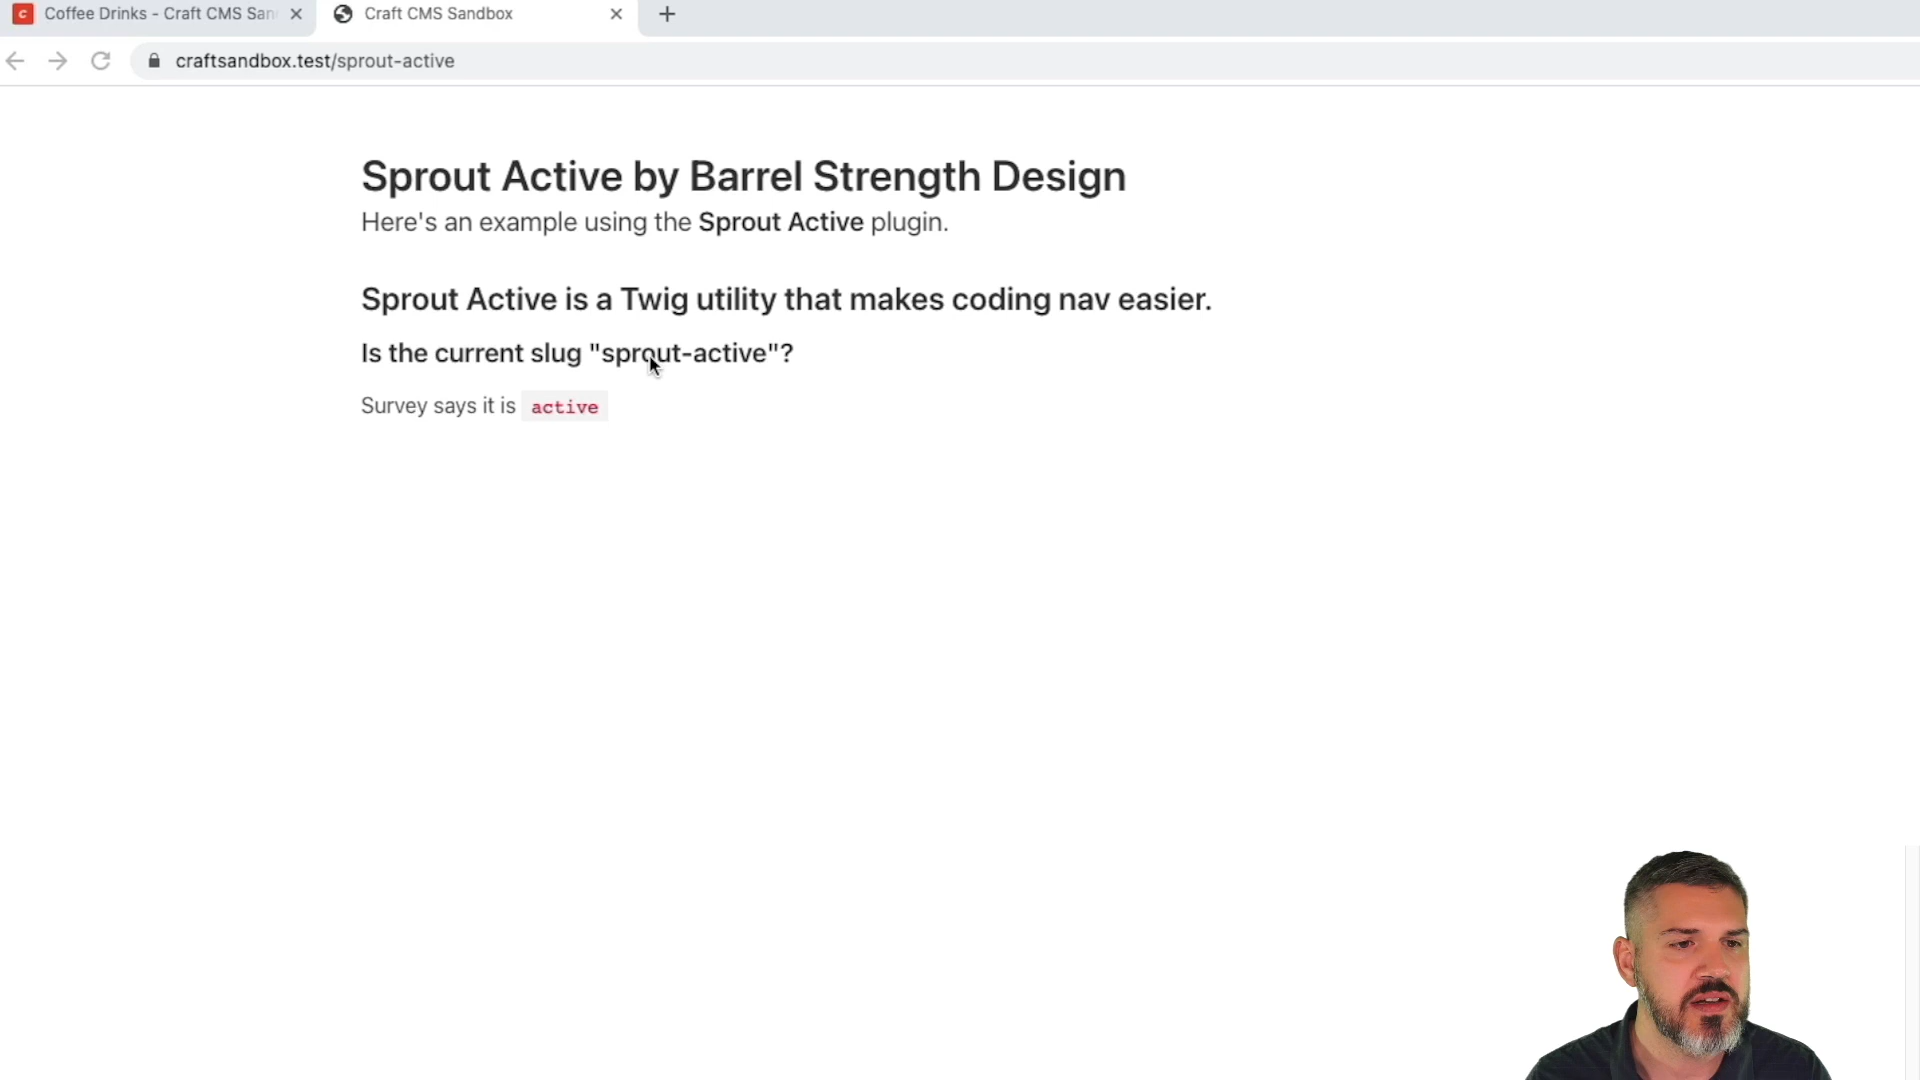 Coffee Drinks - Craft CMS San
Craft CMS Sandbox
craftsandbox.test/sprout-active
Sprout Active by Barrel Strength Design
Here's an example using the Sprout Active plugin.
Sprout Active is a Twig utility that makes coding nav easier.
Is the current slug "sprout-active"?
Survey says it is active